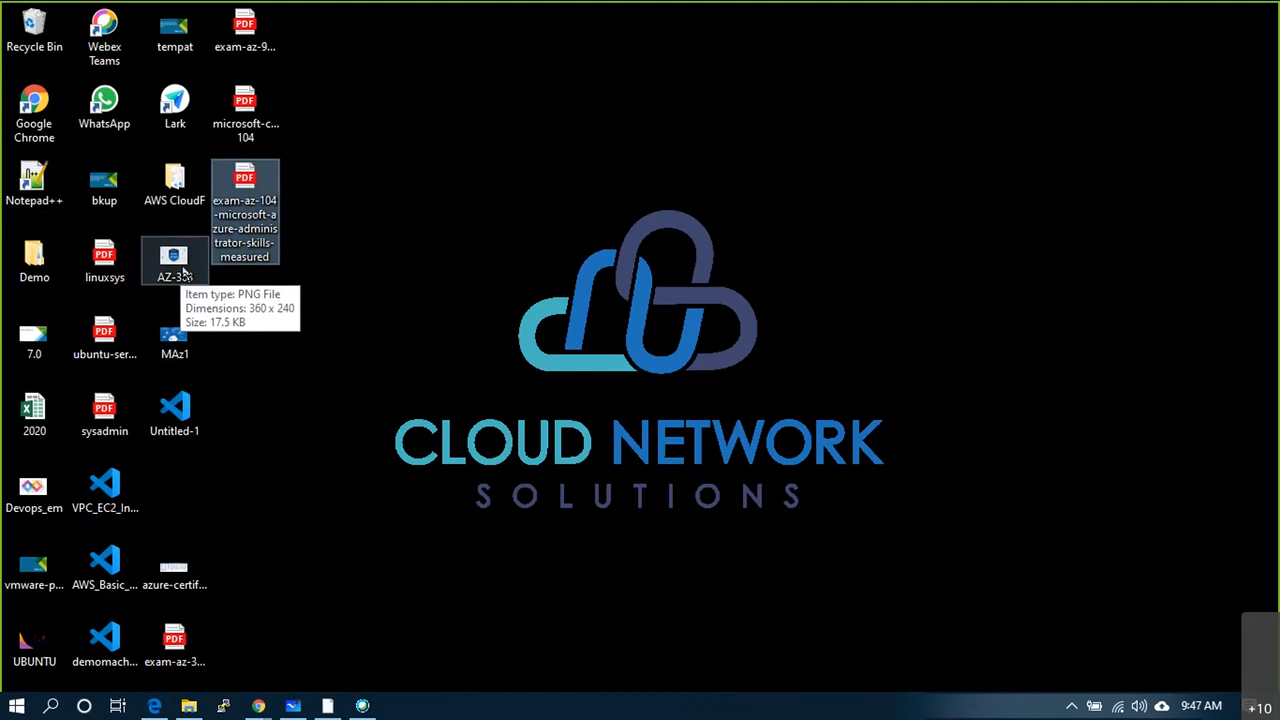 Recycle Bin
Webex
Teams
tempat
exam-az-9...
Google
Chrome
WhatsApp
Lark
microsoft-c...
104
Notepad++
bkup
AWS CloudF
exam-az-104
-microsoft-a
zure-adminis
trator-skills-
measured
Demo
linuxsys
Item type: PNG File
Dimensions: 360 x 240
Size: 17.5 KB
7.0
ubuntu-ser...
MAz1
2020
sysadmin
Untitled-1
Devops_em
VPC_EC2_In...
vmware-p...
AWS_Basic_...
azure-certif...
UBUNTU
demomach...
exam-az-3...
CLOUD NETWORK
SOLUTIONS
9:47 AM
+10